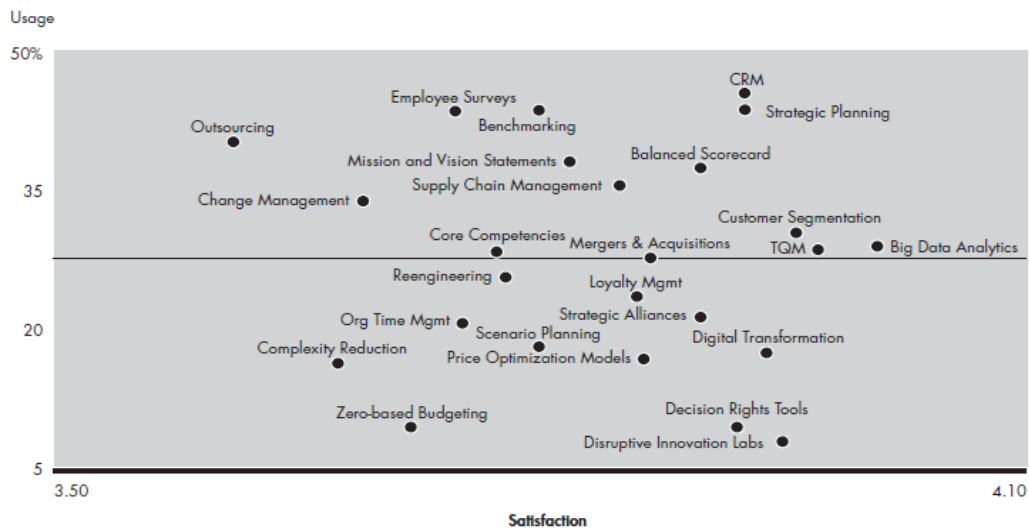 Usage
50%
CRM
Employee Surveys
Strategic Planning
Benchmarking
Outsourcing
Balanced Scorecard
Mission and Vision Statements
Supply Chain Management
35
Change Management
Customer Segmentation
Core Competencies
Mergers & Acquisitions
TQM
Big Data Analytics
Reengineering
Loyalty Mgmt
Strategic Alliances
Org Time Mgmt
20
Scenario Planning
Digital Transformation
Complexity Reduction
Price Optimization Models
Zero-based Budgeting
Decision Rights Tools
Disruptive Innovation Labs
5
3.50
4.10
Satisfaction